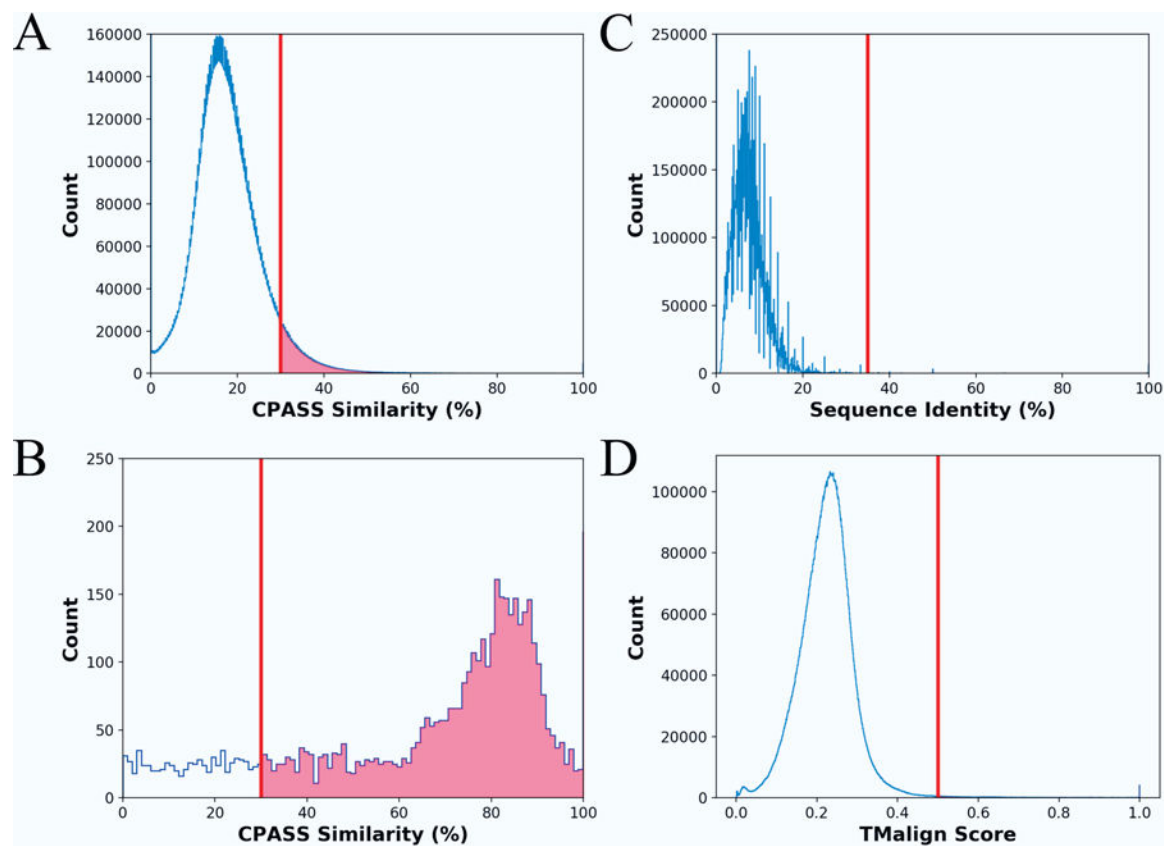 A
160000
140000
120000
100000
80000
60000
40000
20000
0
Count
0 20 40 60 80 100
CPASS Similarity (%)
C
250000
200000
150000
100000
50000
0
Count
0 20 40 60 80 100
Sequence Identity (%)
B
250
200
150
100
50
0
Count
0 20 40 60 80 100
CPASS Similarity (%)
D
100000
80000
60000
40000
20000
0
Count
0.0 0.2 0.4 0.6 0.8 1.0
TMalign Score